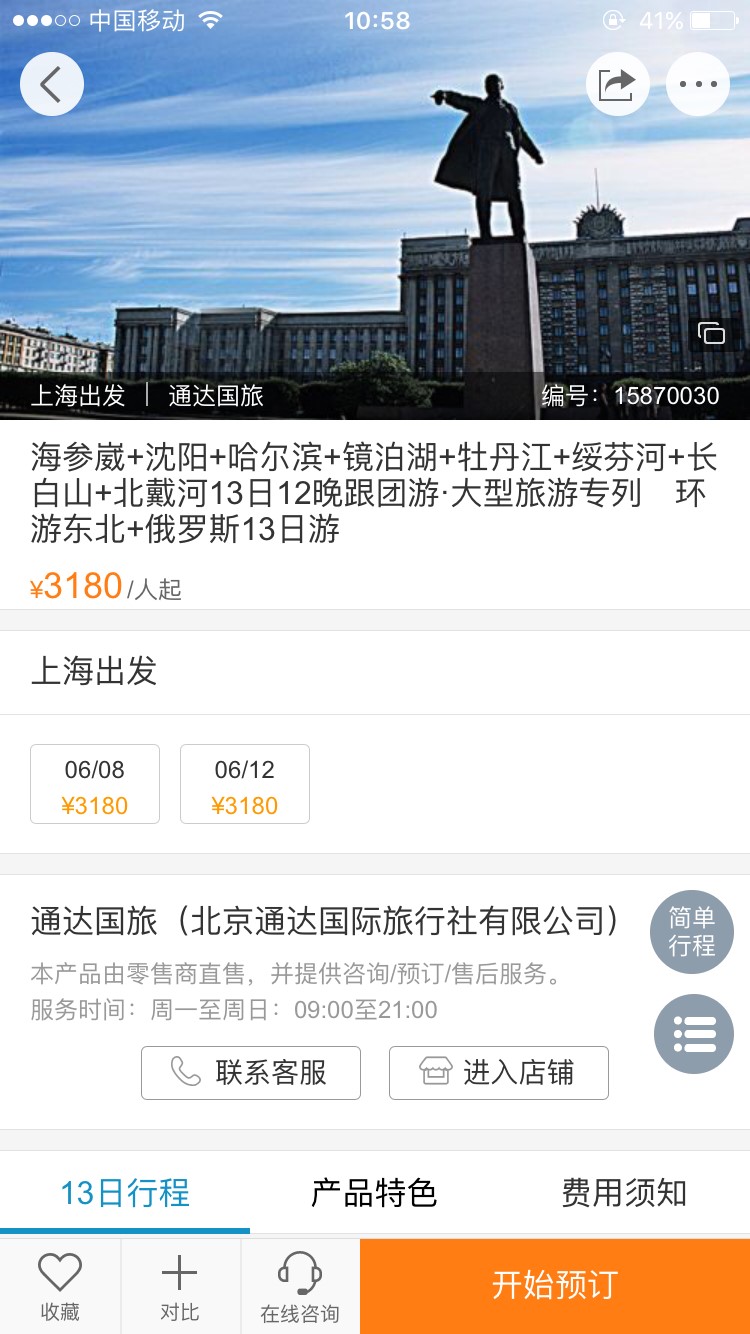 中国移动 10:58 41%
上海出发 | 通达国旅 编号：15870030
海参崴+沈阳+哈尔滨+镜泊湖+牡丹江+绥芬河+长
白山+北戴河13日12晚跟团游·大型旅游专列 环
游东北+俄罗斯13日游
¥3180/人起
上海出发
06/08 06/12
¥3180 ¥3180
通达国旅（北京通达国际旅行社有限公司）
简单
行程
本产品由零售商直售，并提供咨询/预订/售后服务。
服务时间：周一至周日：09:00至21:00
联系客服 进入店铺
13日行程 产品特色 费用须知
收藏 对比 在线咨询 开始预订